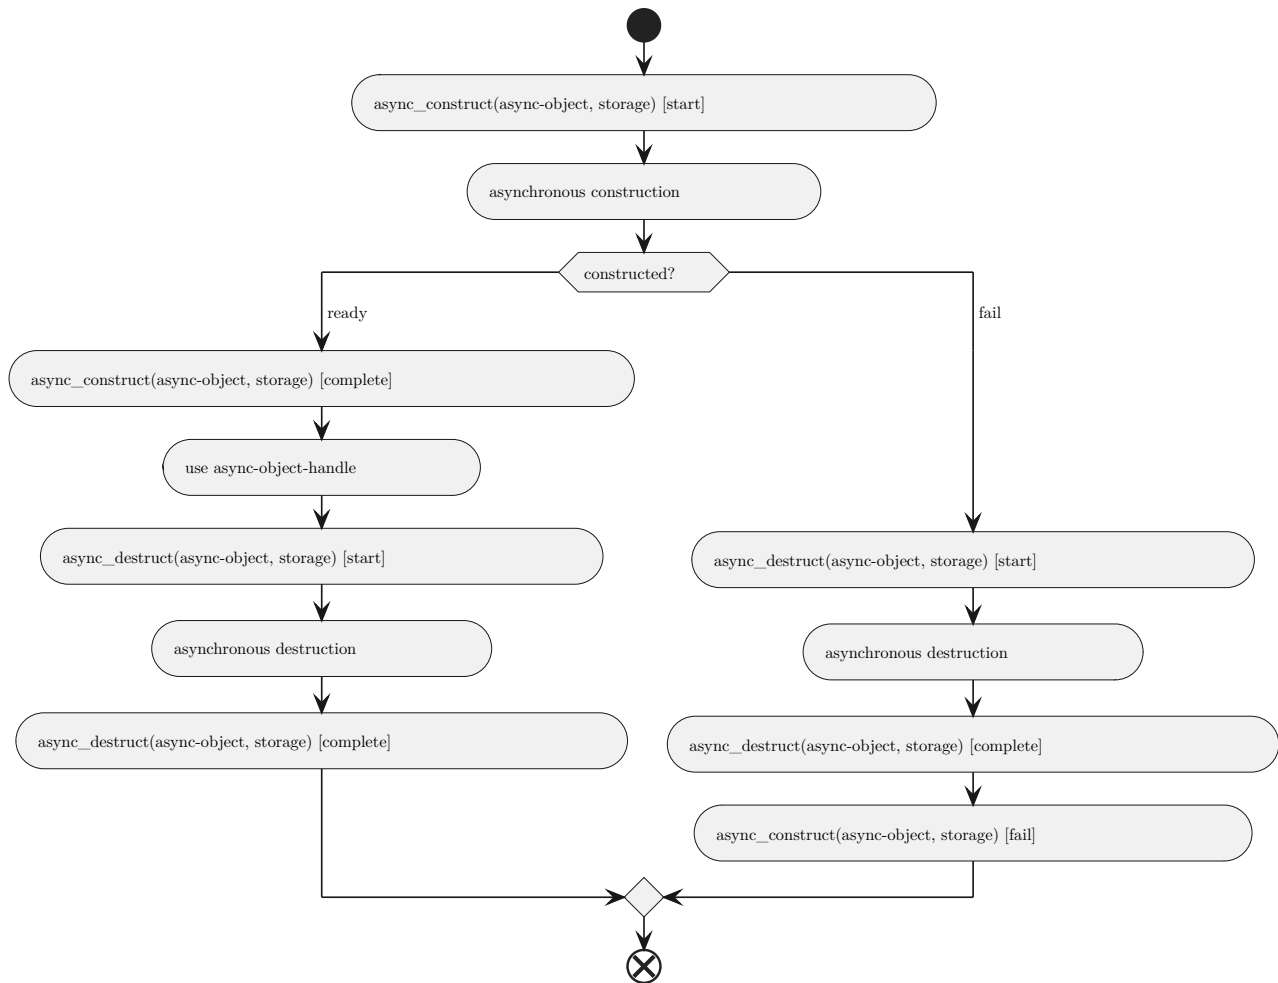 async_construct(async-object, storage) [start]
asynchronous construction
constructed?
ready
fail
async_construct(async-object, storage) [complete]
use async-object-handle
async_destruct(async-object, storage) [start]
asynchronous destruction
async_destruct(async-object, storage) [complete]
async_destruct(async-object, storage) [start]
asynchronous destruction
async_destruct(async-object, storage) [complete]
async_construct(async-object, storage) [fail]